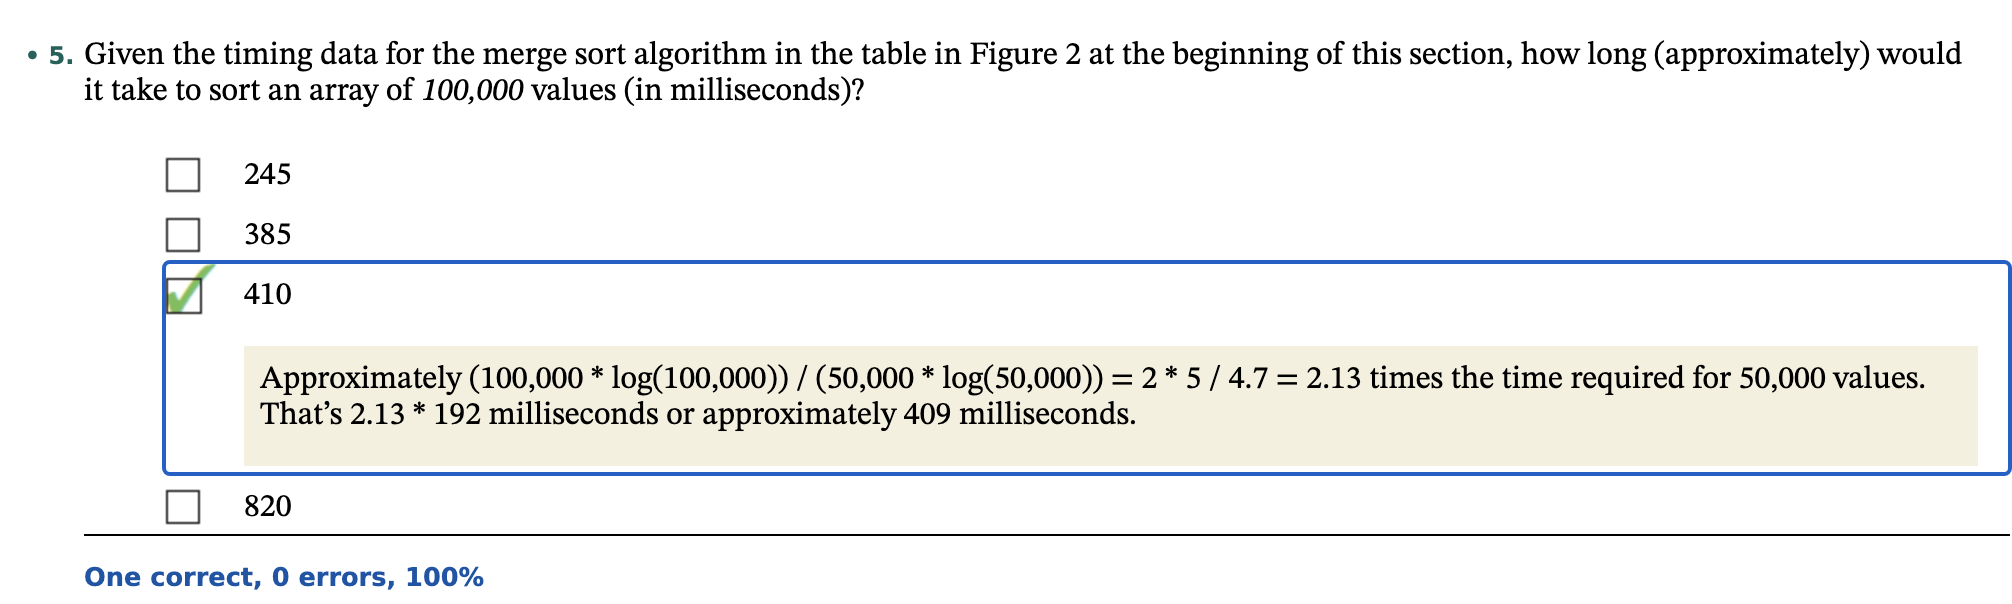 • 5. Given the timing data for the merge sort algorithm in the table in Figure 2 at the beginning of this section, how long (approximately) would
it take to sort an array of 100,000 values (in milliseconds)?
245
385
410
Approximately (100,000 * log(100,000)) / (50,000 * log(50,000)) = 2 * 5 / 4.7 = 2.13 times the time required for 50,000 values.
That’s 2.13 * 192 milliseconds or approximately 409 milliseconds.
820
One correct, 0 errors, 100%